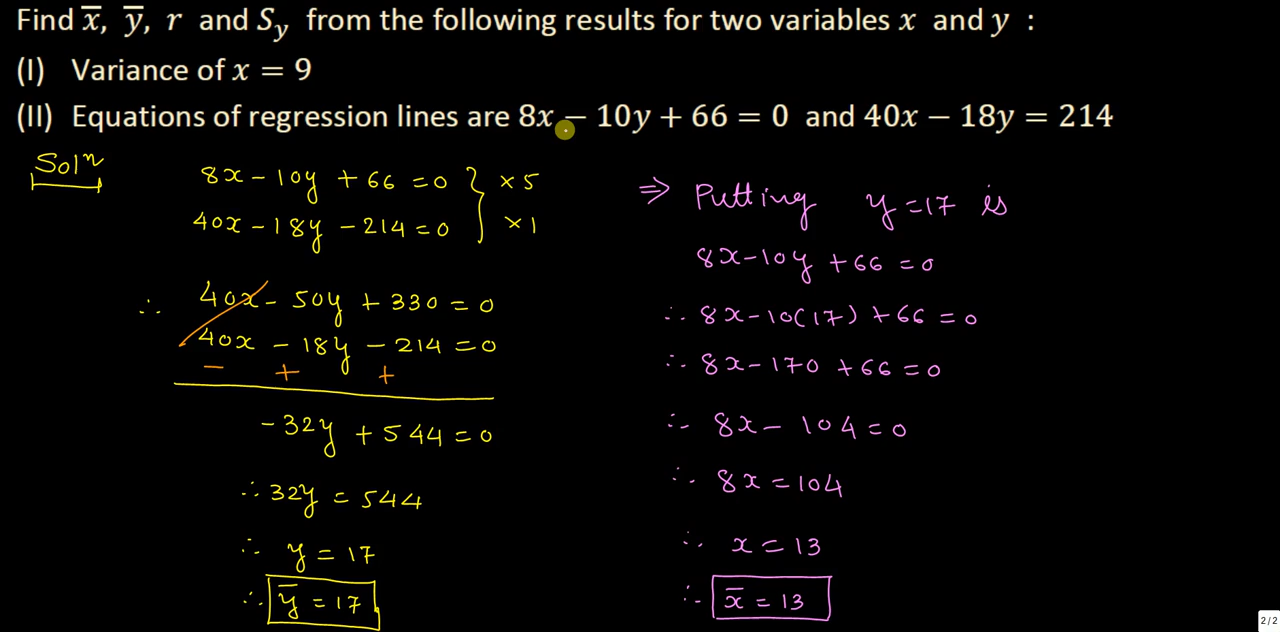 Find x̄, ȳ, r and Sy from the following results for two variables x and y :
(I) Variance of x = 9
(II) Equations of regression lines are 8x − 10y + 66 = 0 and 40x − 18y = 214
Solⁿ
8x − 10y + 66 = 0 } × 5
40x − 18y − 214 = 0 } × 1
∴ 40x − 50y + 330 = 0
40x − 18y − 214 = 0
− + +
−32y + 544 = 0
∴ 32y = 544
∴ y = 17
∴ ȳ = 17
⇒ Putting y = 17 is
8x − 10y + 66 = 0
∴ 8x − 10(17) + 66 = 0
∴ 8x − 170 + 66 = 0
∴ 8x − 104 = 0
∴ 8x = 104
∴ x = 13
∴ x̄ = 13
2/2